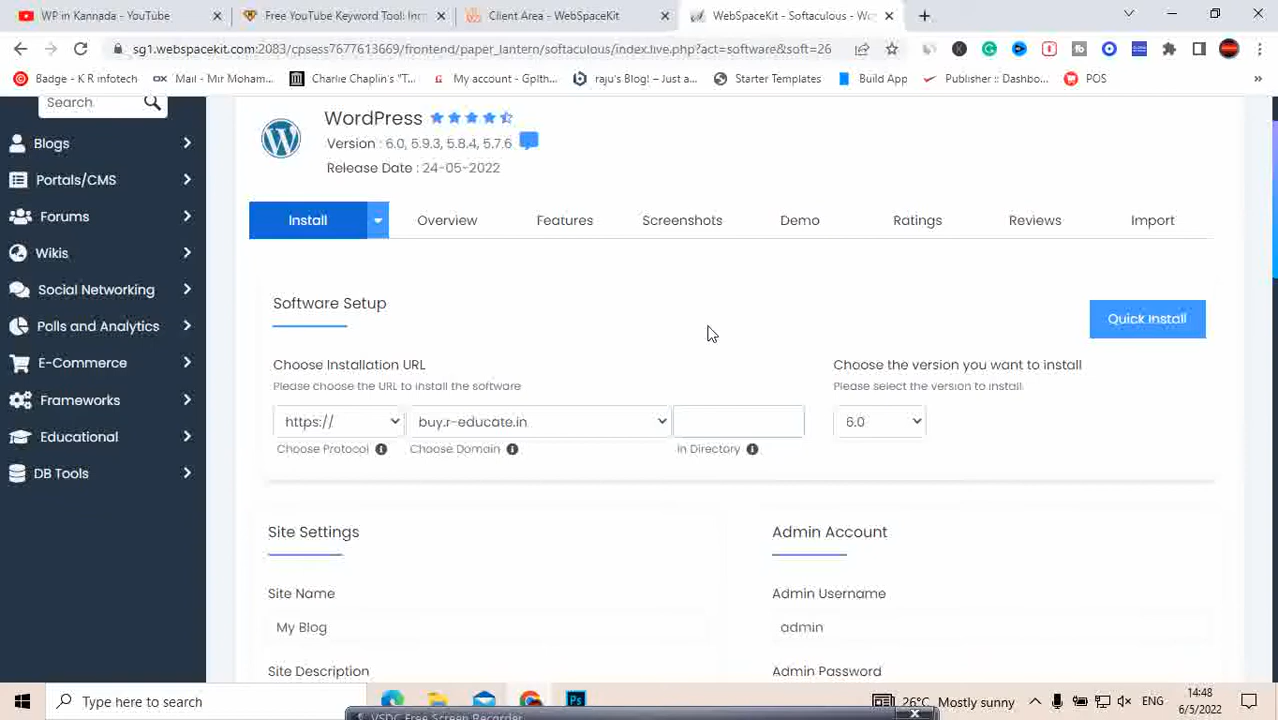 WP in Kannada - YouTube
Free YouTube Keyword Tool: Inn
Client Area - WebSpaceKit
WebSpaceKit - Softaculous - Wo
sg1.webspacekit.com:2083/cpsess7677613669/frontend/paper_lantern/softaculous/index.live.php?act=software&soft=26
Badge - K R infotech
Mail - Mir Moham...
Charlie Chaplin's "T...
My account - Gplth...
raju's Blog! – Just a...
Starter Templates
Build App
Publisher :: Dashbo...
POS
Search
Blogs
Portals/CMS
Forums
Wikis
Social Networking
Polls and Analytics
E-Commerce
Frameworks
Educational
DB Tools
WordPress
Version : 6.0, 5.9.3, 5.8.4, 5.7.6
Release Date : 24-05-2022
Install
Overview
Features
Screenshots
Demo
Ratings
Reviews
Import
Software Setup
Quick Install
Choose Installation URL
Please choose the URL to install the software
https://
buy.r-educate.in
Choose Protocol
Choose Domain
In Directory
Choose the version you want to install
Please select the version to install.
6.0
Site Settings
Site Name
My Blog
Site Description
Admin Account
Admin Username
admin
Admin Password
Type here to search
Ps
26°C Mostly sunny
ENG
14:48
6/5/2022
VSDC Free Screen Recorder